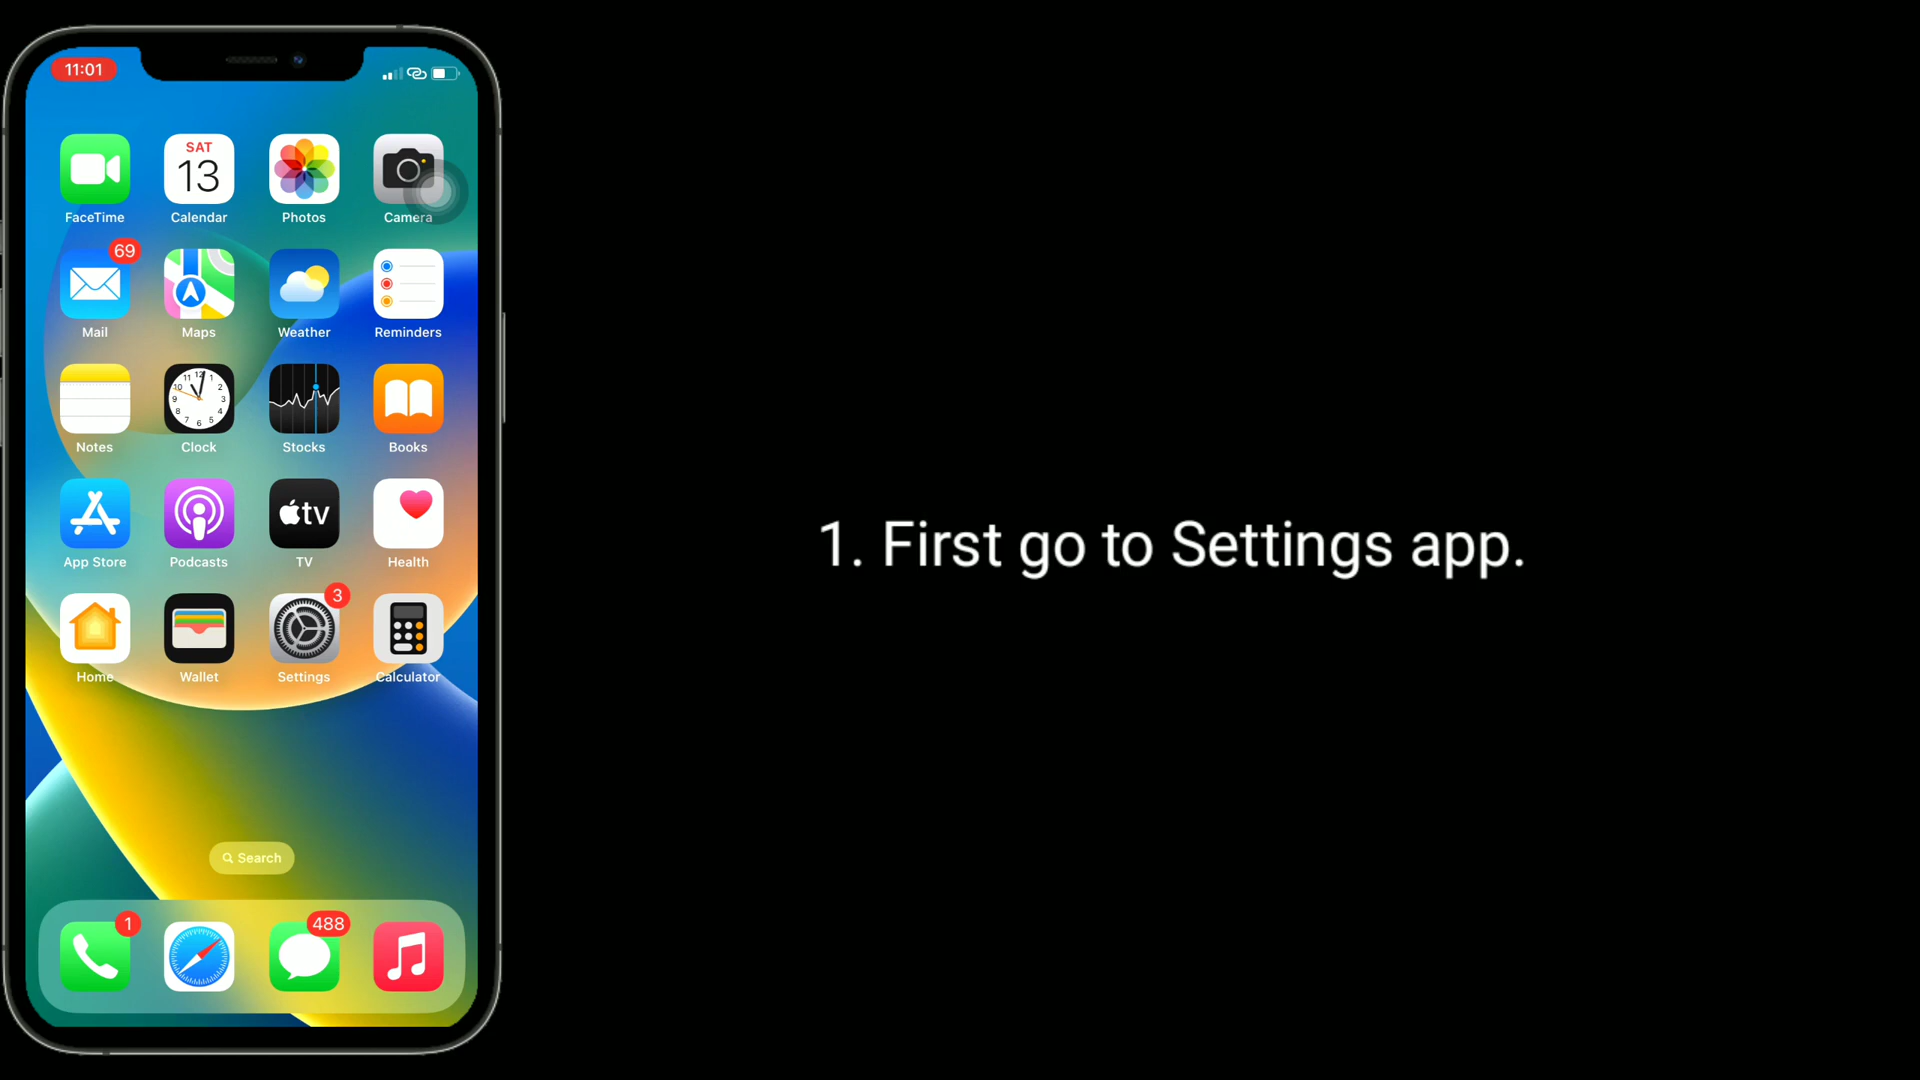 11:01
SAT
13
FaceTime
Calendar
Photos
Camera
69
Mail
Maps
Weather
Reminders
Notes
Clock
Stocks
Books
tv
App Store
Podcasts
TV
Health
3
Home
Wallet
Settings
Calculator
1. First go to Settings app.
Search
1
488